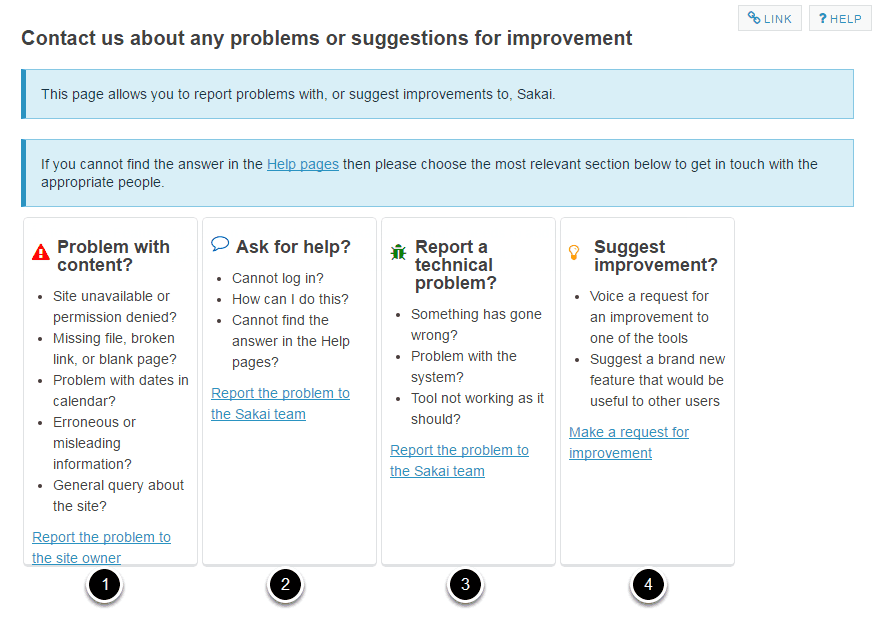 LINK
HELP
Contact us about any problems or suggestions for improvement
This page allows you to report problems with, or suggest improvements to, Sakai.
If you cannot find the answer in the Help pages then please choose the most relevant section below to get in touch with the
appropriate people.
Problem with
content?
• Site unavailable or
permission denied?
• Missing file, broken
link, or blank page?
• Problem with dates in
calendar?
• Erroneous or
misleading
information?
• General query about
the site?
Report the problem to
the site owner
1
Ask for help?
• Cannot log in?
• How can I do this?
• Cannot find the
answer in the Help
pages?
Report the problem to
the Sakai team
2
Report a
technical
problem?
• Something has gone
wrong?
• Problem with the
system?
• Tool not working as it
should?
Report the problem to
the Sakai team
3
Suggest
improvement?
• Voice a request for
an improvement to
one of the tools
• Suggest a brand new
feature that would be
useful to other users
Make a request for
improvement
4